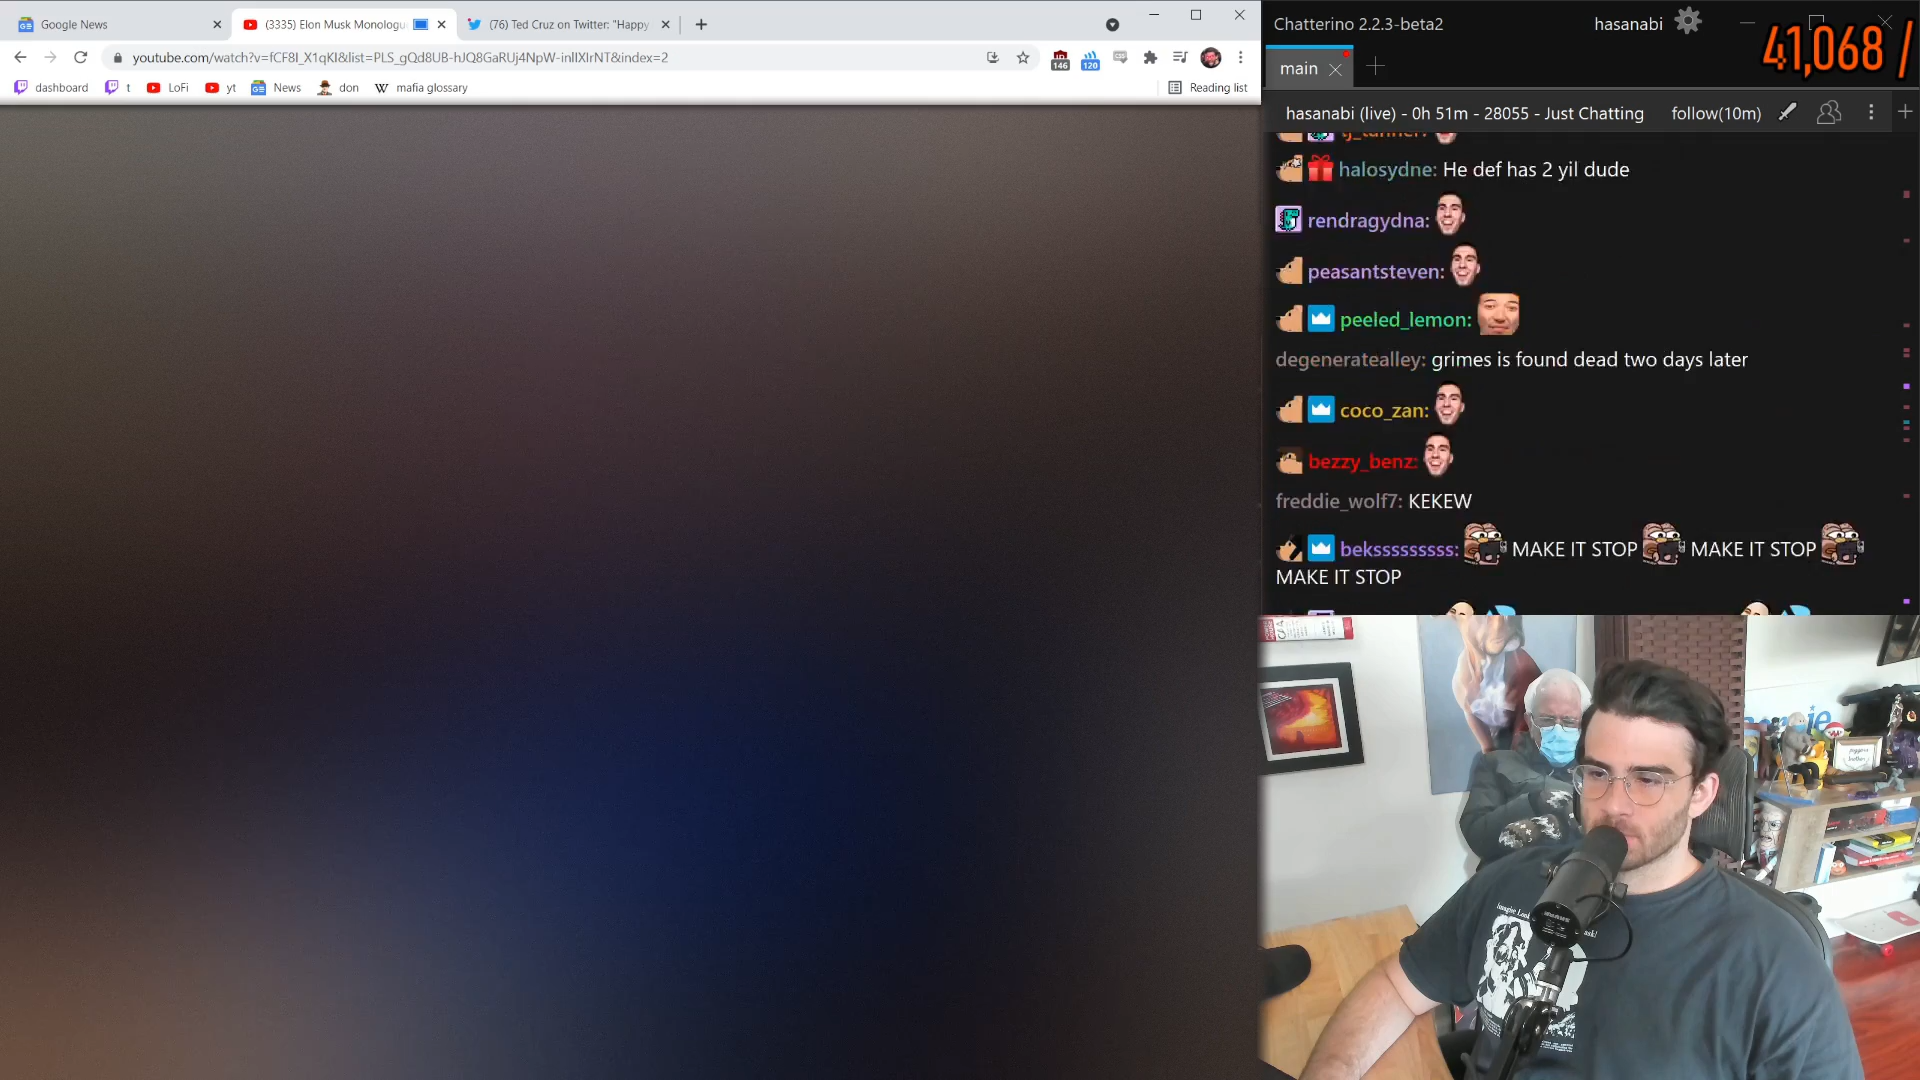 Google News
(3335) Elon Musk Monologu
(76) Ted Cruz on Twitter: "Happy
youtube.com/watch?v=fCF8I_X1qKI&list=PLS_gQd8UB-hJQ8GaRUj4NpW-inlIXIrNT&index=2
146
120
dashboard
t
LoFi
yt
News
don
mafia glossary
Reading list
Chatterino 2.2.3-beta2
hasanabi
41,068 /
main
hasanabi (live) - 0h 51m - 28055 - Just Chatting
follow(10m)
halosydne: He def has 2 yil dude
rendragydna:
peasantsteven:
peeled_lemon:
degeneratealley: grimes is found dead two days later
coco_zan:
bezzy_benz:
freddie_wolf7: KEKEW
bekssssssssss: MAKE IT STOP MAKE IT STOP
MAKE IT STOP